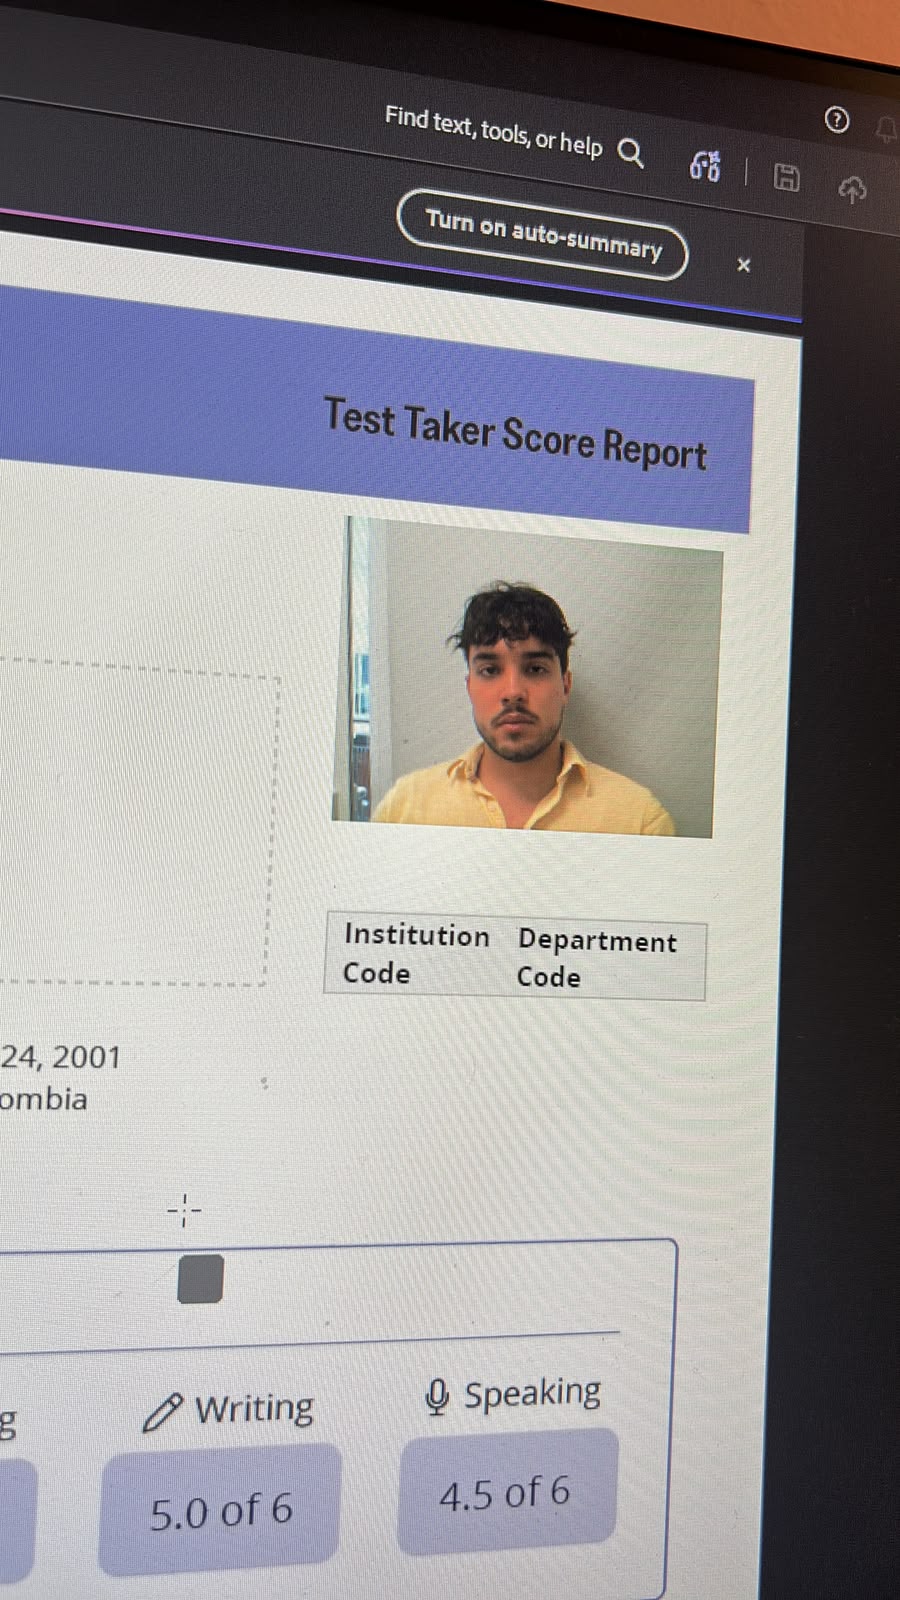 Find text, tools, or help
Turn on auto-summary
Test Taker Score Report
Institution Code
Department Code
24, 2001
ombia
g
Writing
Speaking
5.0 of 6
4.5 of 6